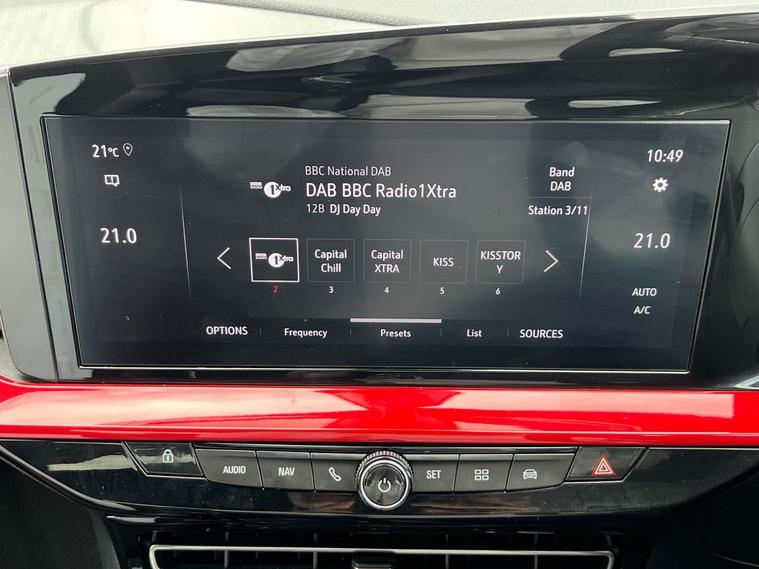 21°C
10:49
BBC National DAB
DAB BBC Radio1Xtra
12B DJ Day Day
Band
DAB
Station 3/11
21.0
21.0
1Xtra
1Xtra
Capital
Chill
Capital
XTRA
KISS
KISSTOR
Y
2
3
4
5
6
AUTO
A/C
OPTIONS
Frequency
Presets
List
SOURCES
AUDIO
NAV
SET